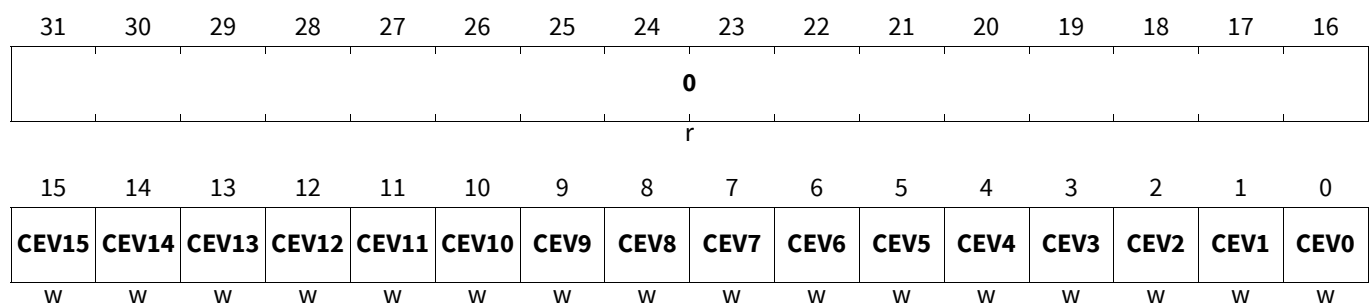 31 30 29 28 27 26 25 24 23 22 21 20 19 18 17 16
0
r
15 14 13 12 11 10 9 8 7 6 5 4 3 2 1 0
CEV15 CEV14 CEV13 CEV12 CEV11 CEV10 CEV9 CEV8 CEV7 CEV6 CEV5 CEV4 CEV3 CEV2 CEV1 CEV0
w w w w w w w w w w w w w w w w